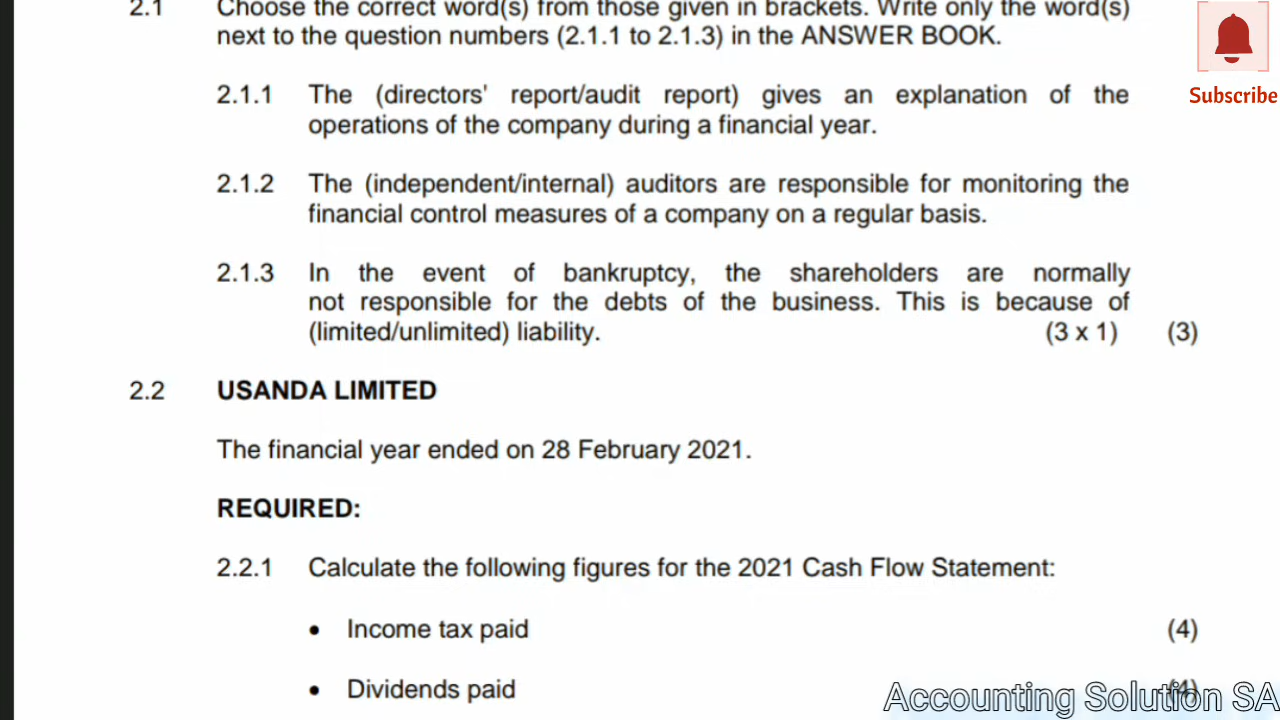 2.1 Choose the correct word(s) from those given in brackets. Write only the word(s)
next to the question numbers (2.1.1 to 2.1.3) in the ANSWER BOOK.
Subscribe
2.1.1 The (directors' report/audit report) gives an explanation of the
operations of the company during a financial year.
2.1.2 The (independent/internal) auditors are responsible for monitoring the
financial control measures of a company on a regular basis.
2.1.3 In the event of bankruptcy, the shareholders are normally
not responsible for the debts of the business. This is because of
(limited/unlimited) liability. (3 x 1) (3)
2.2 USANDA LIMITED
The financial year ended on 28 February 2021.
REQUIRED:
2.2.1 Calculate the following figures for the 2021 Cash Flow Statement:
• Income tax paid (4)
• Dividends paid (4)
Accounting Solution SA